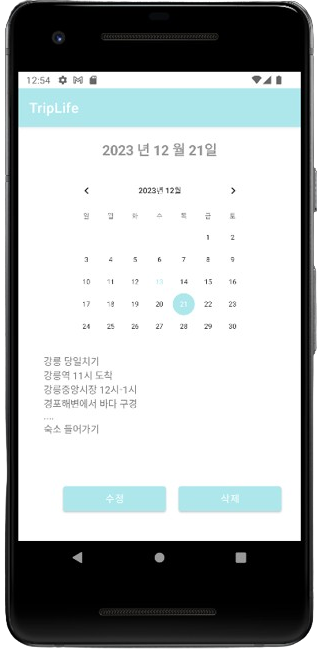 12:54
TripLife
2023 년 12 월 21일
2023년 12월
일 월 화 수 목 금 토
1 2
3 4 5 6 7 8 9
10 11 12 13 14 15 16
17 18 19 20 21 22 23
24 25 26 27 28 29 30
강릉 당일치기
강릉역 11시 도착
강릉중앙시장 12시-1시
경포해변에서 바다 구경
....
숙소 들어가기
수정 삭제